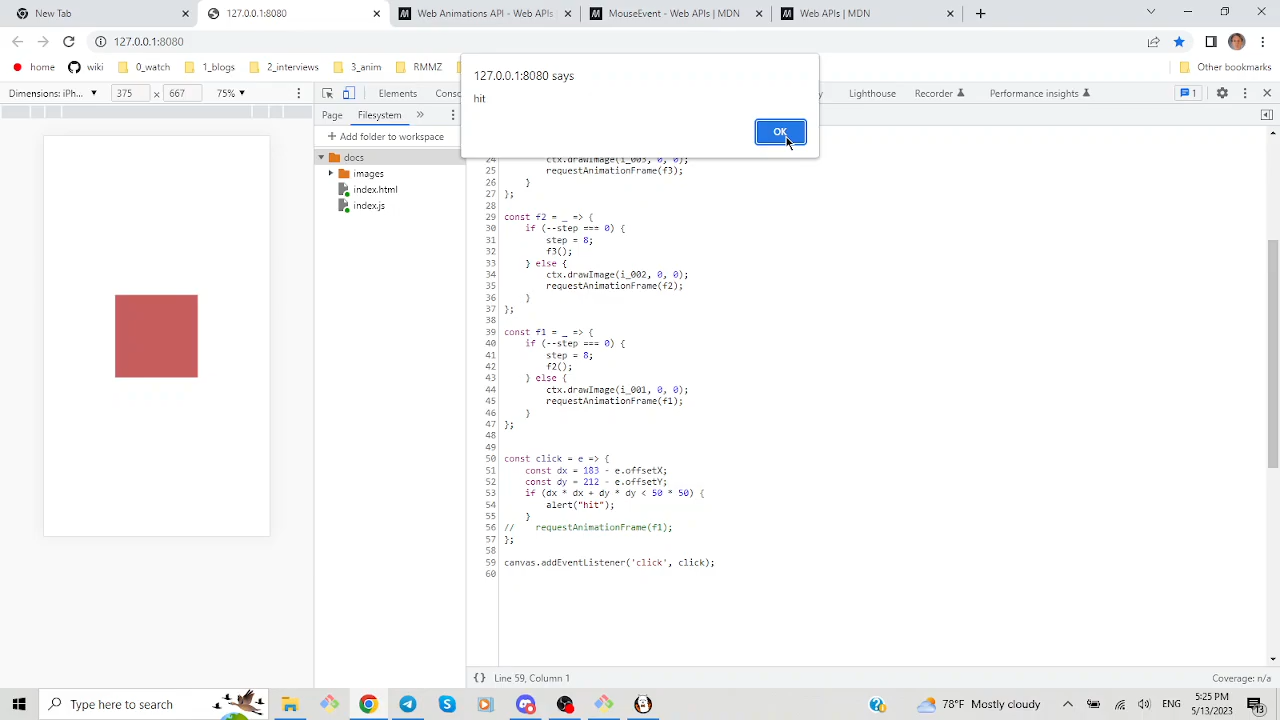 New Tab
127.0.0.1:8080
Web Animations API - Web APIs
MouseEvent - Web APIs | MDN
Web APIs | MDN
127.0.0.1:8080
home
wiki
0_watch
1_blogs
2_interviews
3_anim
RMMZ
Other bookmarks
127.0.0.1:8080 says
hit
OK
Dimensions: iPh...
375
×
667
75%
Elements
Lighthouse
Recorder
Performance insights
1
Page
Filesystem
Add folder to workspace
docs
images
index.html
index.js
24 ctx.drawImage(i_003, 0, 0);
25 requestAnimationFrame(f3);
26 }
27 };
28
29 const f2 = _ => {
30 if (--step === 0) {
31 step = 8;
32 f3();
33 } else {
34 ctx.drawImage(i_002, 0, 0);
35 requestAnimationFrame(f2);
36 }
37 };
38
39 const f1 = _ => {
40 if (--step === 0) {
41 step = 8;
42 f2();
43 } else {
44 ctx.drawImage(i_001, 0, 0);
45 requestAnimationFrame(f1);
46 }
47 };
48
49
50 const click = e => {
51 const dx = 183 - e.offsetX;
52 const dy = 212 - e.offsetY;
53 if (dx * dx + dy * dy < 50 * 50) {
54 alert("hit");
55 }
56 // requestAnimationFrame(f1);
57 };
58
59 canvas.addEventListener('click', click);
60
{} Line 59, Column 1
Coverage: n/a
Type here to search
78°F Mostly cloudy
ENG
5:25 PM
5/13/2023
13